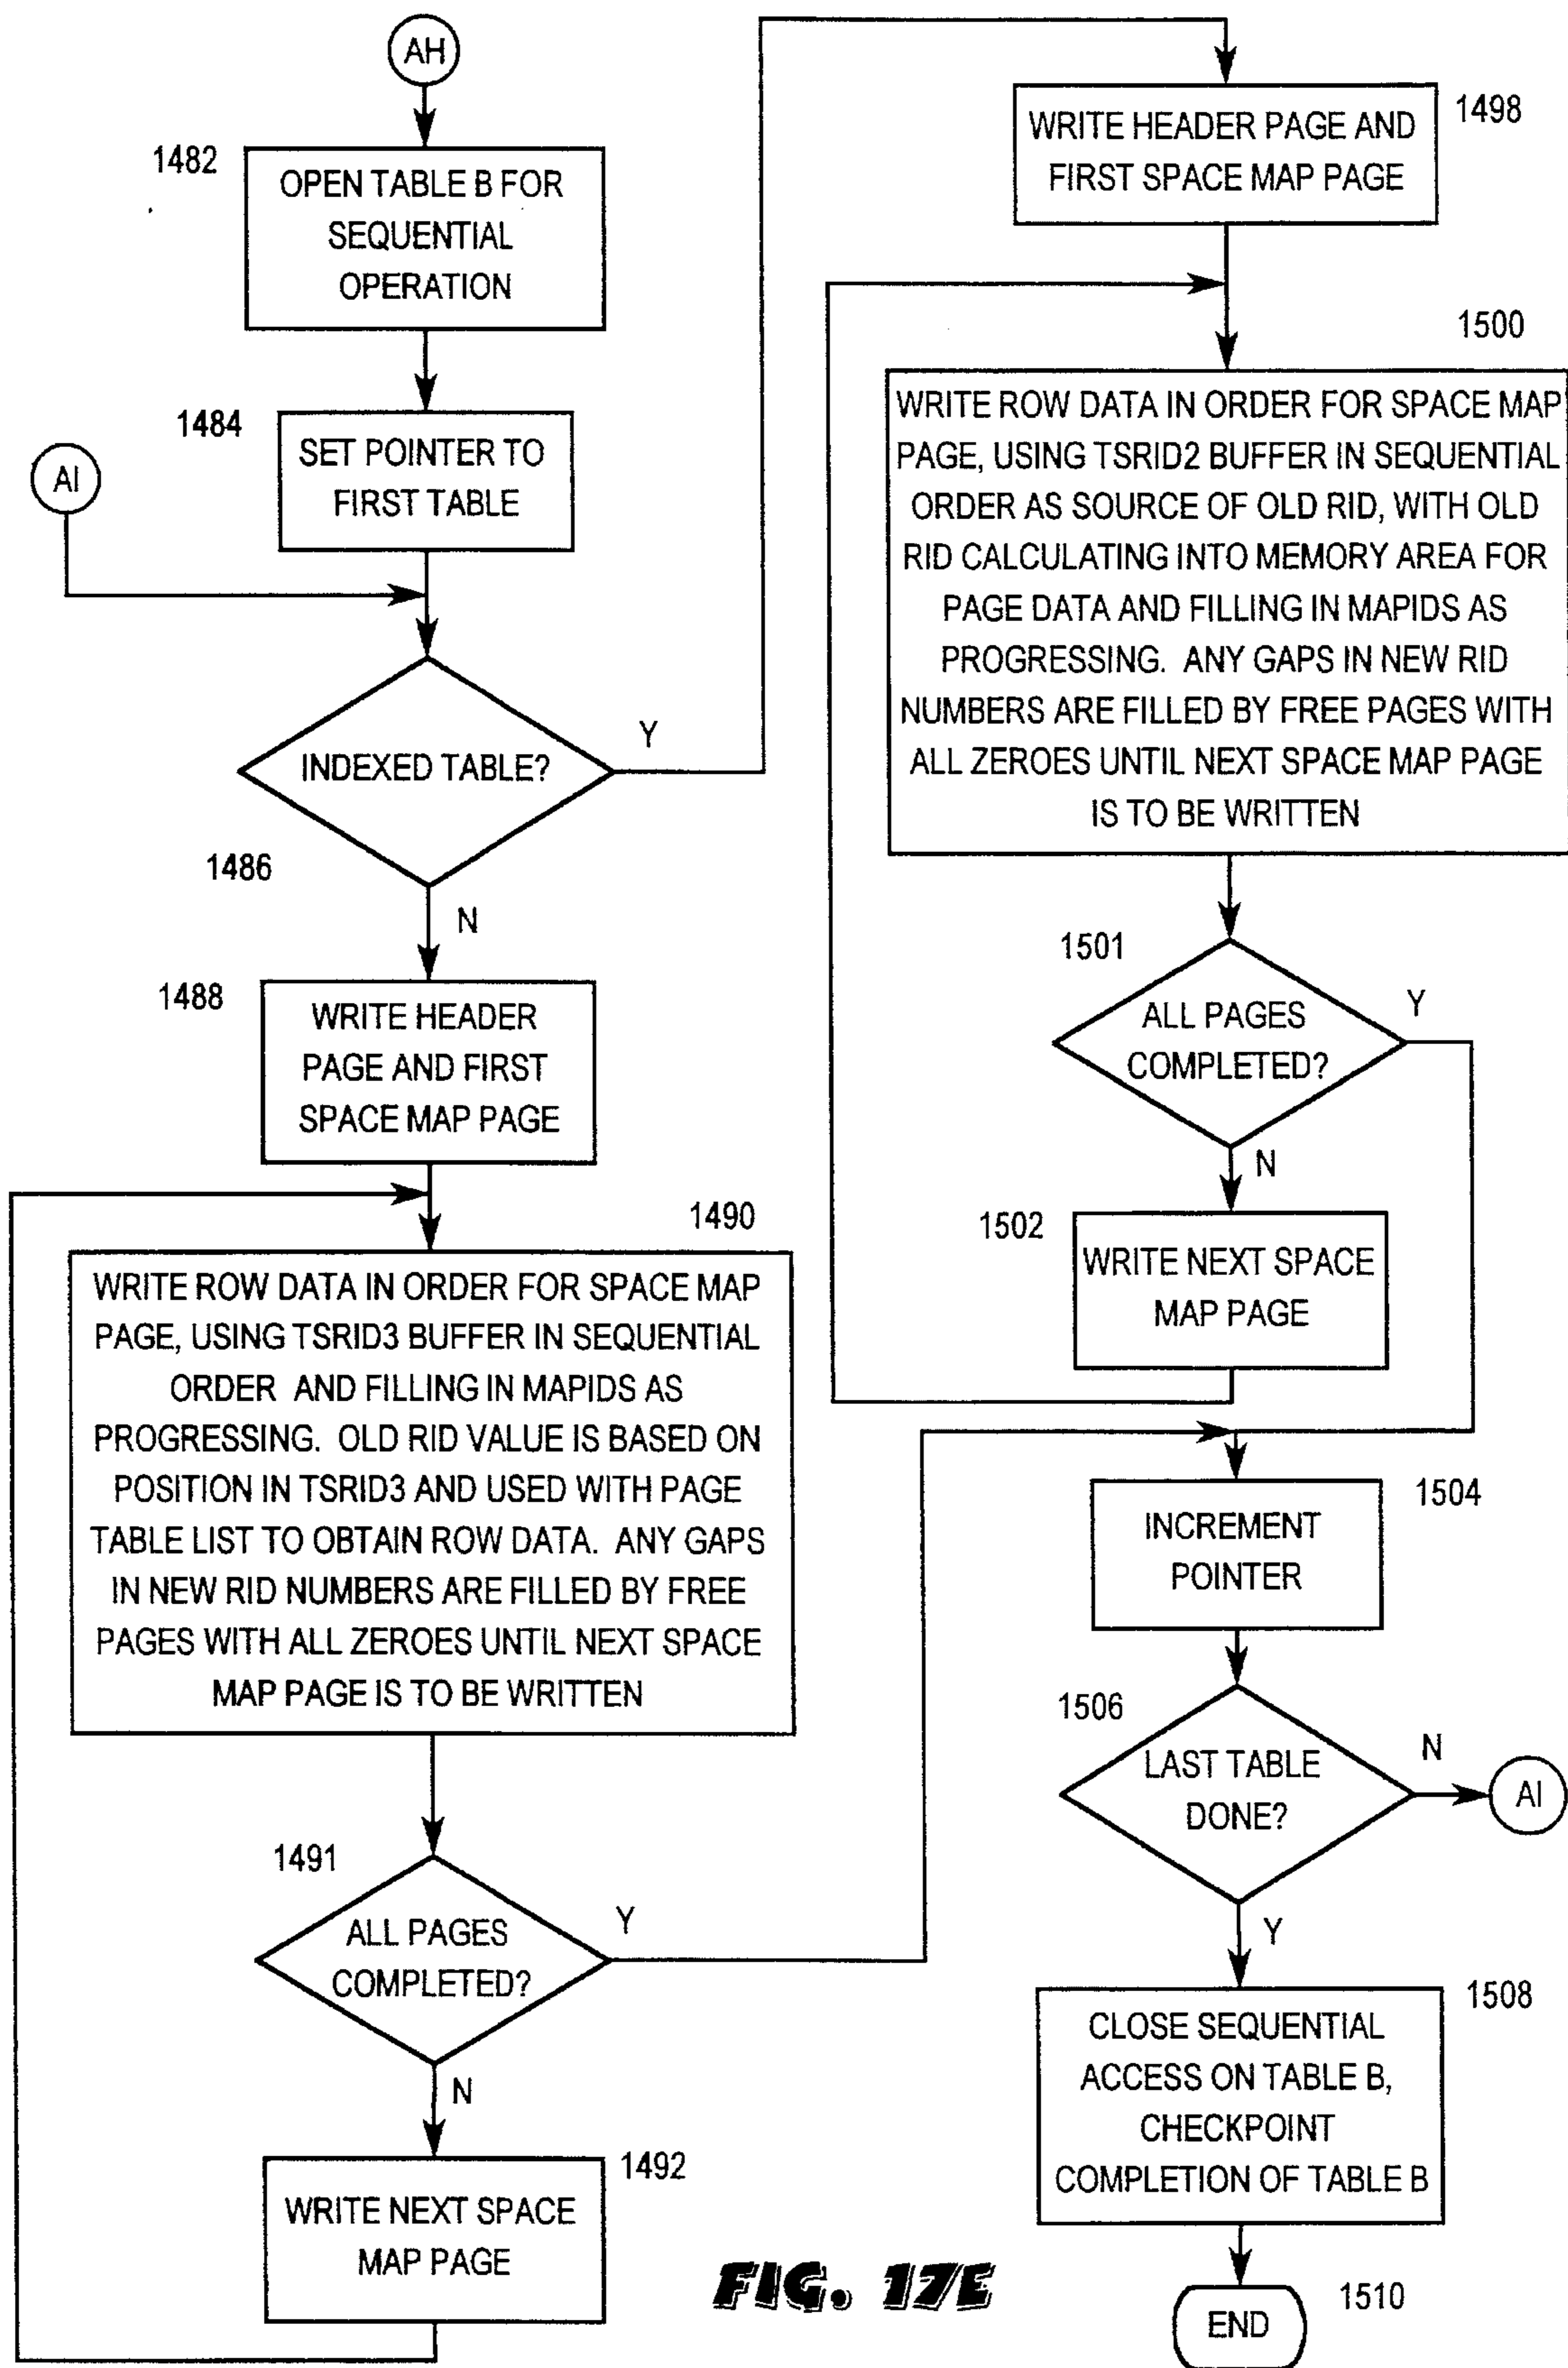 AH
1482
OPEN TABLE B FOR
SEQUENTIAL
OPERATION
1484
SET POINTER TO
FIRST TABLE
AI
INDEXED TABLE?
Y
1486
N
1488
WRITE HEADER
PAGE AND FIRST
SPACE MAP PAGE
1490
WRITE ROW DATA IN ORDER FOR SPACE MAP
PAGE, USING TSRID3 BUFFER IN SEQUENTIAL
ORDER AND FILLING IN MAPIDS AS
PROGRESSING. OLD RID VALUE IS BASED ON
POSITION IN TSRID3 AND USED WITH PAGE
TABLE LIST TO OBTAIN ROW DATA. ANY GAPS
IN NEW RID NUMBERS ARE FILLED BY FREE
PAGES WITH ALL ZEROES UNTIL NEXT SPACE
MAP PAGE IS TO BE WRITTEN
1491
ALL PAGES
COMPLETED?
Y
N
1492
WRITE NEXT SPACE
MAP PAGE
1498
WRITE HEADER PAGE AND
FIRST SPACE MAP PAGE
1500
WRITE ROW DATA IN ORDER FOR SPACE MAP
PAGE, USING TSRID2 BUFFER IN SEQUENTIAL
ORDER AS SOURCE OF OLD RID, WITH OLD
RID CALCULATING INTO MEMORY AREA FOR
PAGE DATA AND FILLING IN MAPIDS AS
PROGRESSING. ANY GAPS IN NEW RID
NUMBERS ARE FILLED BY FREE PAGES WITH
ALL ZEROES UNTIL NEXT SPACE MAP PAGE
IS TO BE WRITTEN
1501
ALL PAGES
COMPLETED?
Y
N
1502
WRITE NEXT SPACE
MAP PAGE
1504
INCREMENT
POINTER
1506
LAST TABLE
DONE?
N
AI
Y
1508
CLOSE SEQUENTIAL
ACCESS ON TABLE B,
CHECKPOINT
COMPLETION OF TABLE B
1510
END
FIG. 17E